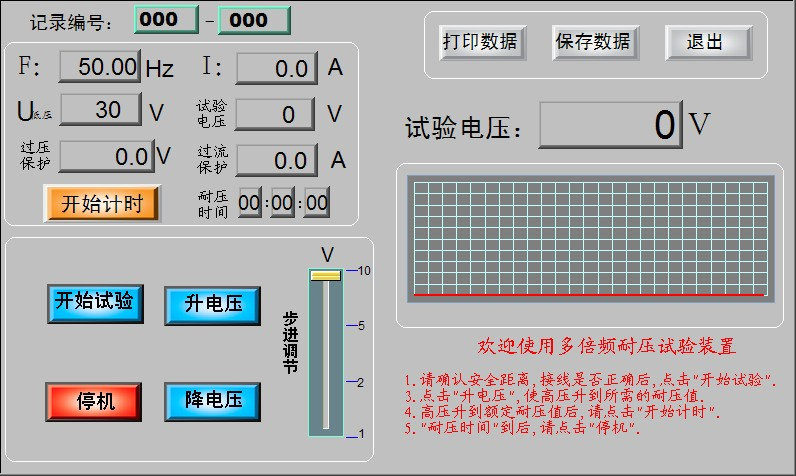 记录编号： 000 - 000
F： 50.00 Hz I： 0.0 A
U低压 30 V 试验电压 0 V
过压保护 0.0 V 过流保护 0.0 A
开始计时 耐压时间 00:00:00
打印数据 保存数据 退出
试验电压： 0 V
V
10
5
2
1
步进调节
开始试验 升电压
停机 降电压
欢迎使用多倍频耐压试验装置
1.请确认安全距离,接线是否正确后,点击"开始试验".
3.点击"升电压",使高压升到所需的耐压值.
4.高压升到额定耐压值后,请点击"开始计时".
5."耐压时间"到后,请点击"停机".